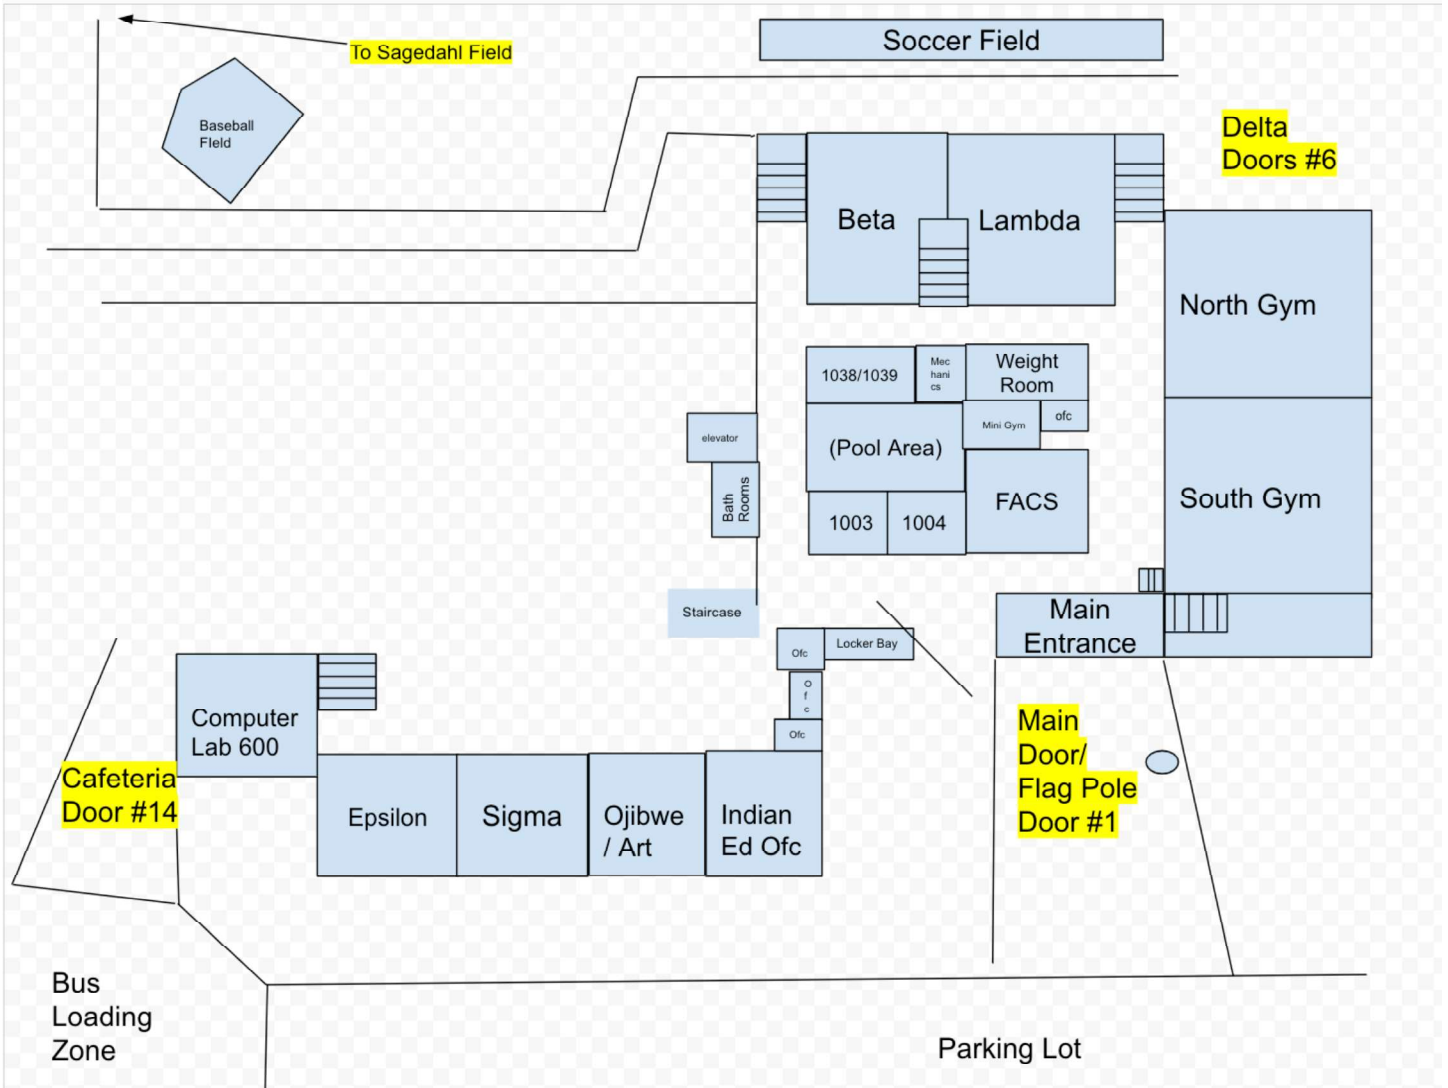 Soccer Field
To Sagedahl Field
Baseball
FIeld
Delta
Doors #6
Beta
Lambda
North Gym
1038/1039
Mec
hani
cs
Weight
Room
Mini Gym
ofc
elevator
(Pool Area)
Bath
Rooms
FACS
South Gym
1003
1004
Staircase
Main
Entrance
Ofc
Locker Bay
O
f
c
Ofc
Computer
Lab 600
Main
Door/
Flag Pole
Door #1
Cafeteria
Door #14
Epsilon
Sigma
Ojibwe
/ Art
Indian
Ed Ofc
Bus
Loading
Zone
Parking Lot